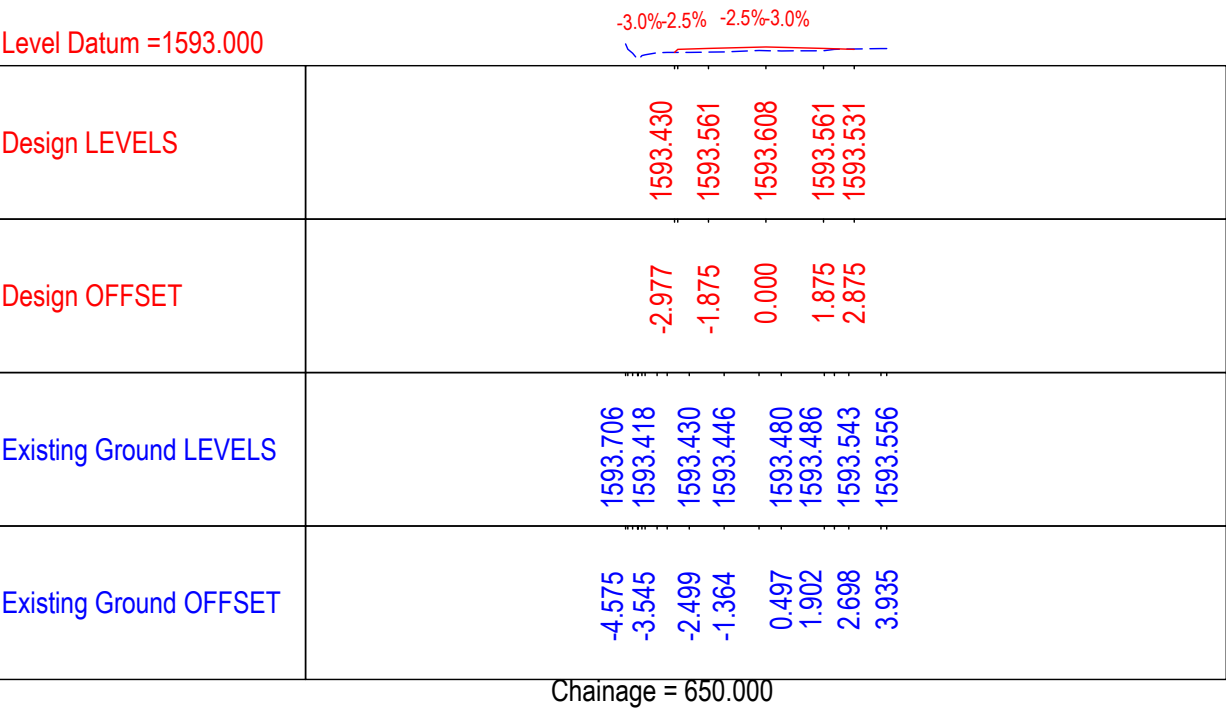 -3.0%-2.5% -2.5%-3.0%
Level Datum =1593.000
Design LEVELS 1593.430 1593.561 1593.608 1593.561 1593.531
Design OFFSET -2.977 -1.875 0.000 1.875 2.875
Existing Ground LEVELS 1593.706 1593.418 1593.430 1593.446 1593.480 1593.486 1593.543 1593.556
Existing Ground OFFSET -4.575 -3.545 -2.499 -1.364 0.497 1.902 2.698 3.935
Chainage = 650.000